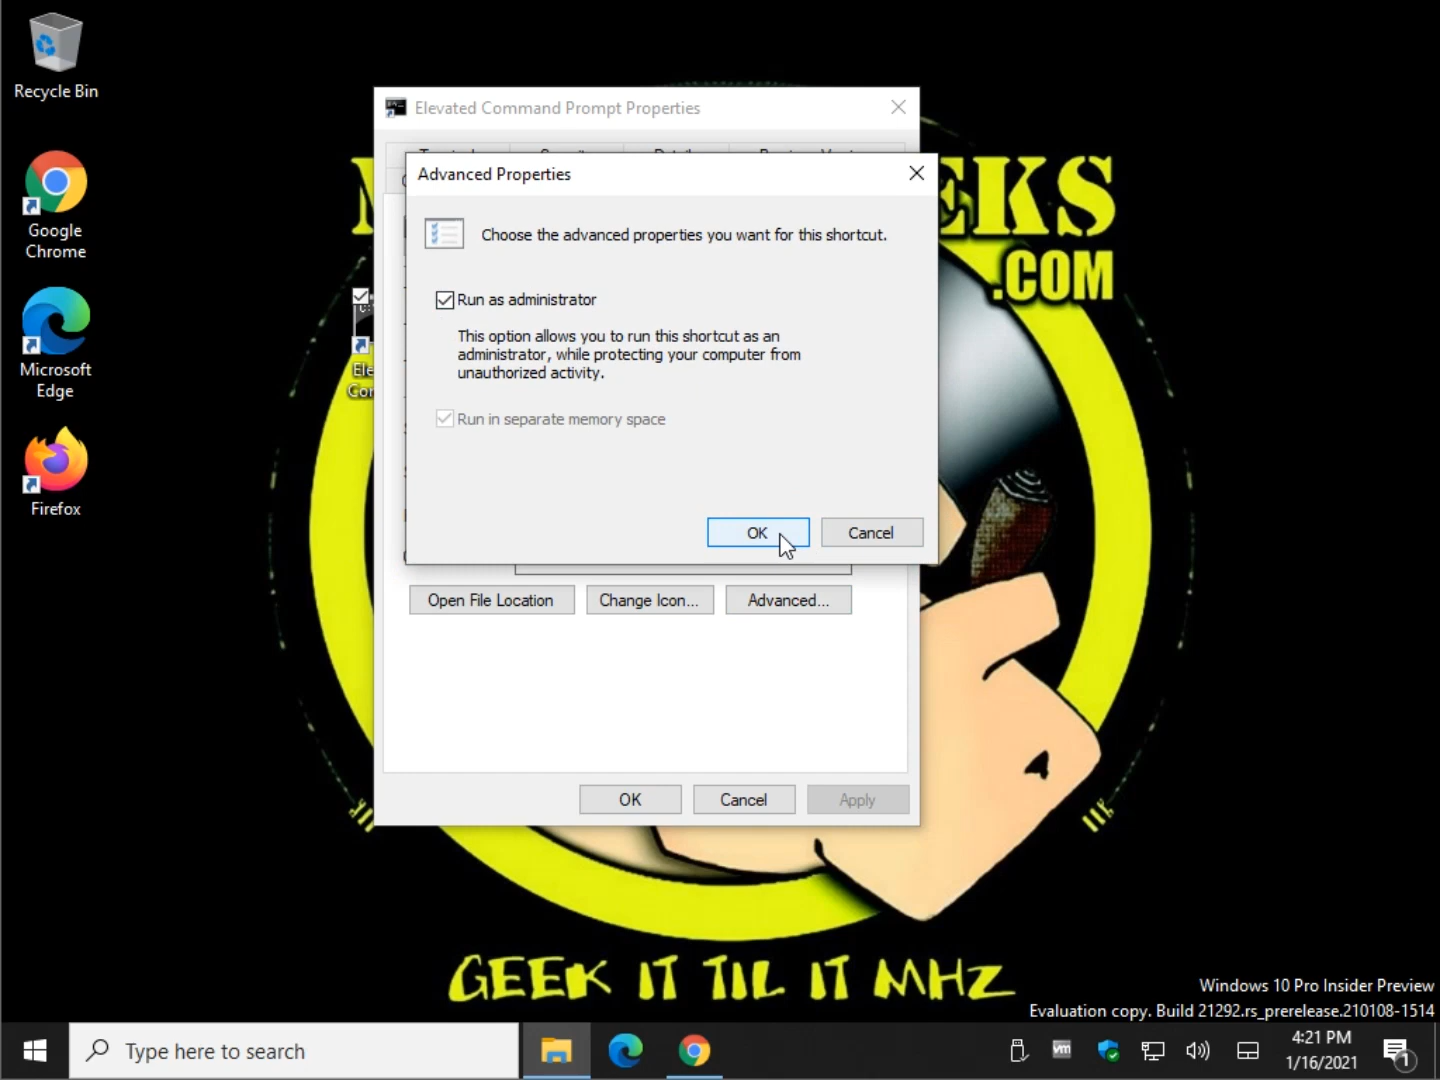 Recycle Bin
Google
Chrome
Microsoft
Edge
Firefox
Elevated Command Prompt Properties
Advanced Properties
Choose the advanced properties you want for this shortcut.
Run as administrator
This option allows you to run this shortcut as an
administrator, while protecting your computer from
unauthorized activity.
Run in separate memory space
OK
Cancel
Open File Location
Change Icon...
Advanced...
OK
Cancel
Apply
Ele
Cor
EKS
.COM
GEEK IT TIL IT MHZ
Windows 10 Pro Insider Preview
Evaluation copy. Build 21292.rs_prerelease.210108-1514
Type here to search
vm
4:21 PM
1/16/2021
1